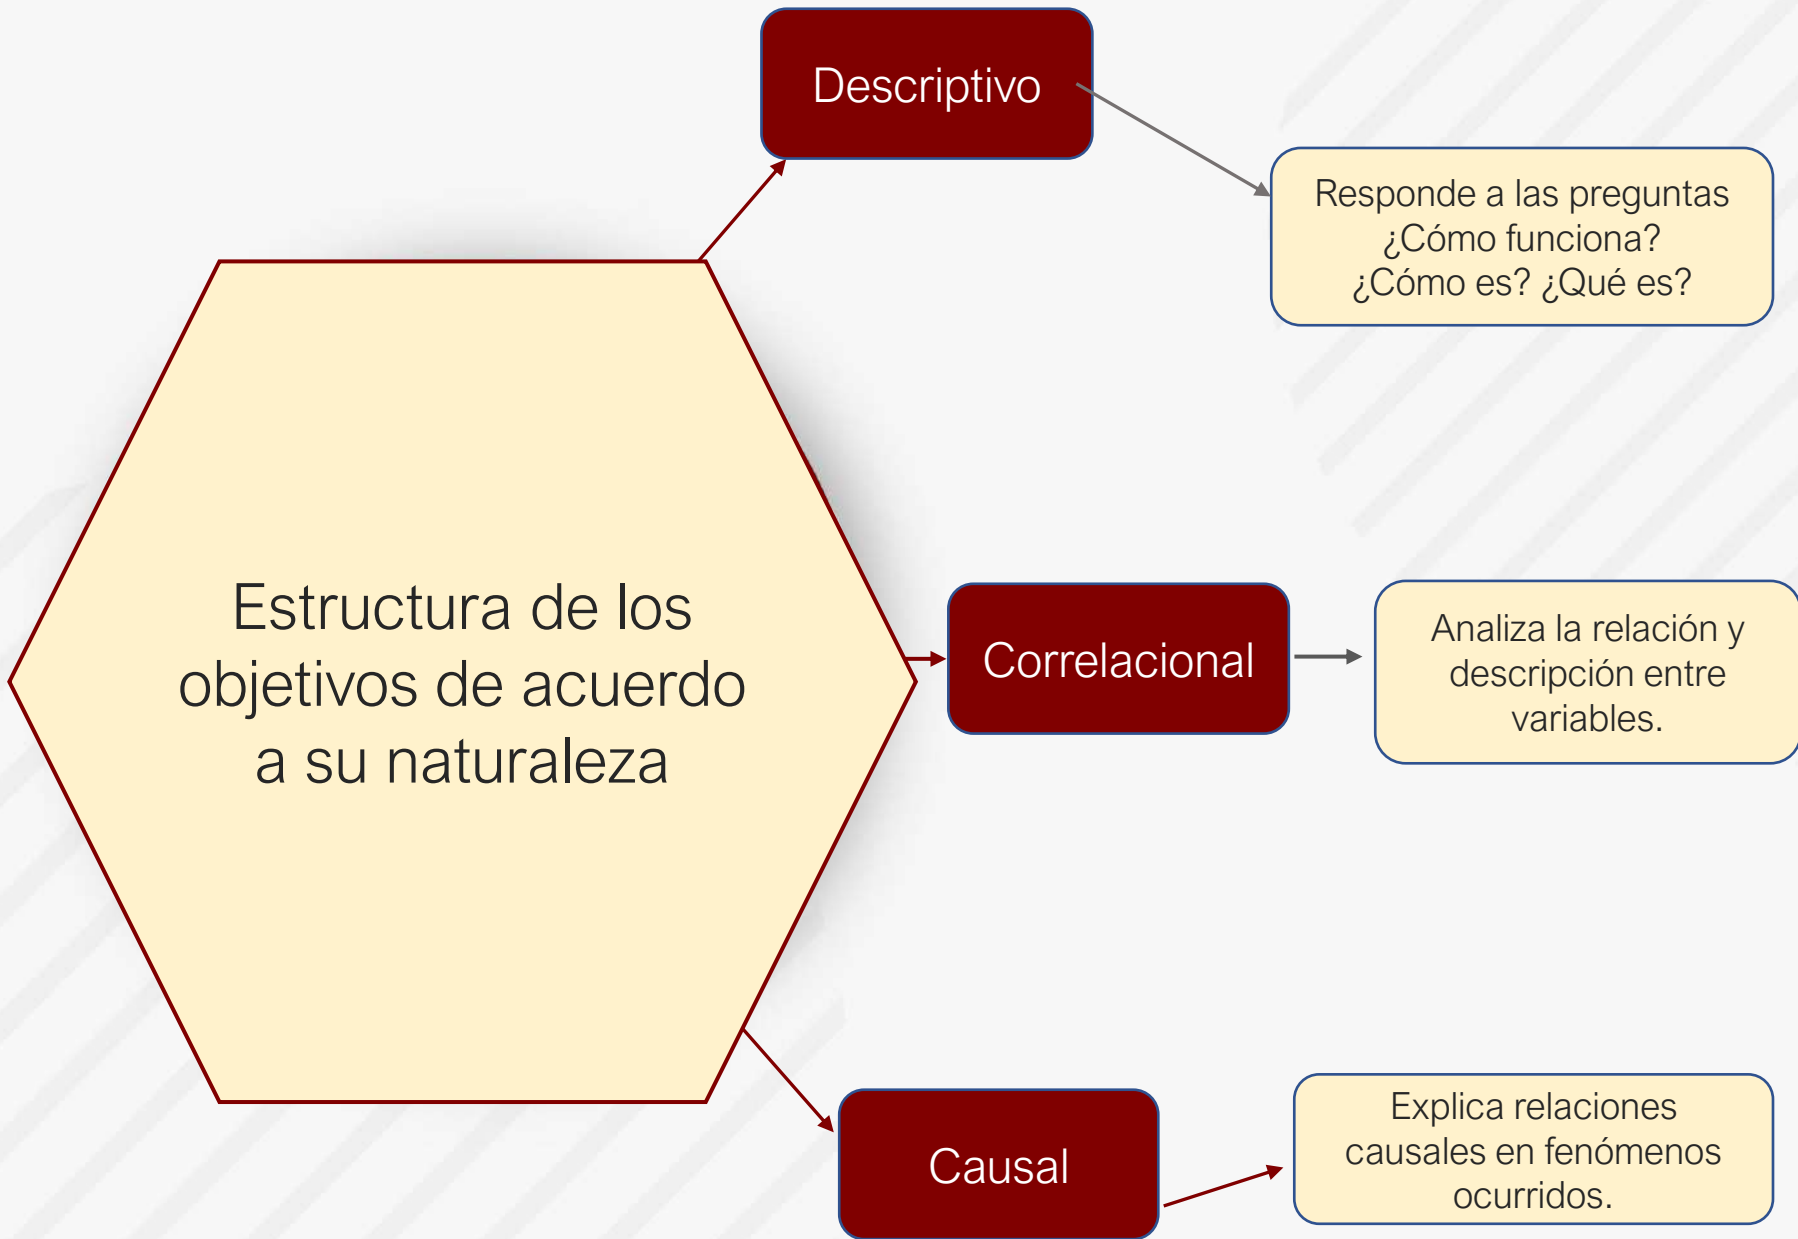 Descriptivo
Responde a las preguntas
¿Cómo funciona?
¿Cómo es? ¿Qué es?
Estructura de los
objetivos de acuerdo
a su naturaleza
Correlacional
Analiza la relación y
descripción entre
variables.
Causal
Explica relaciones
causales en fenómenos
ocurridos.